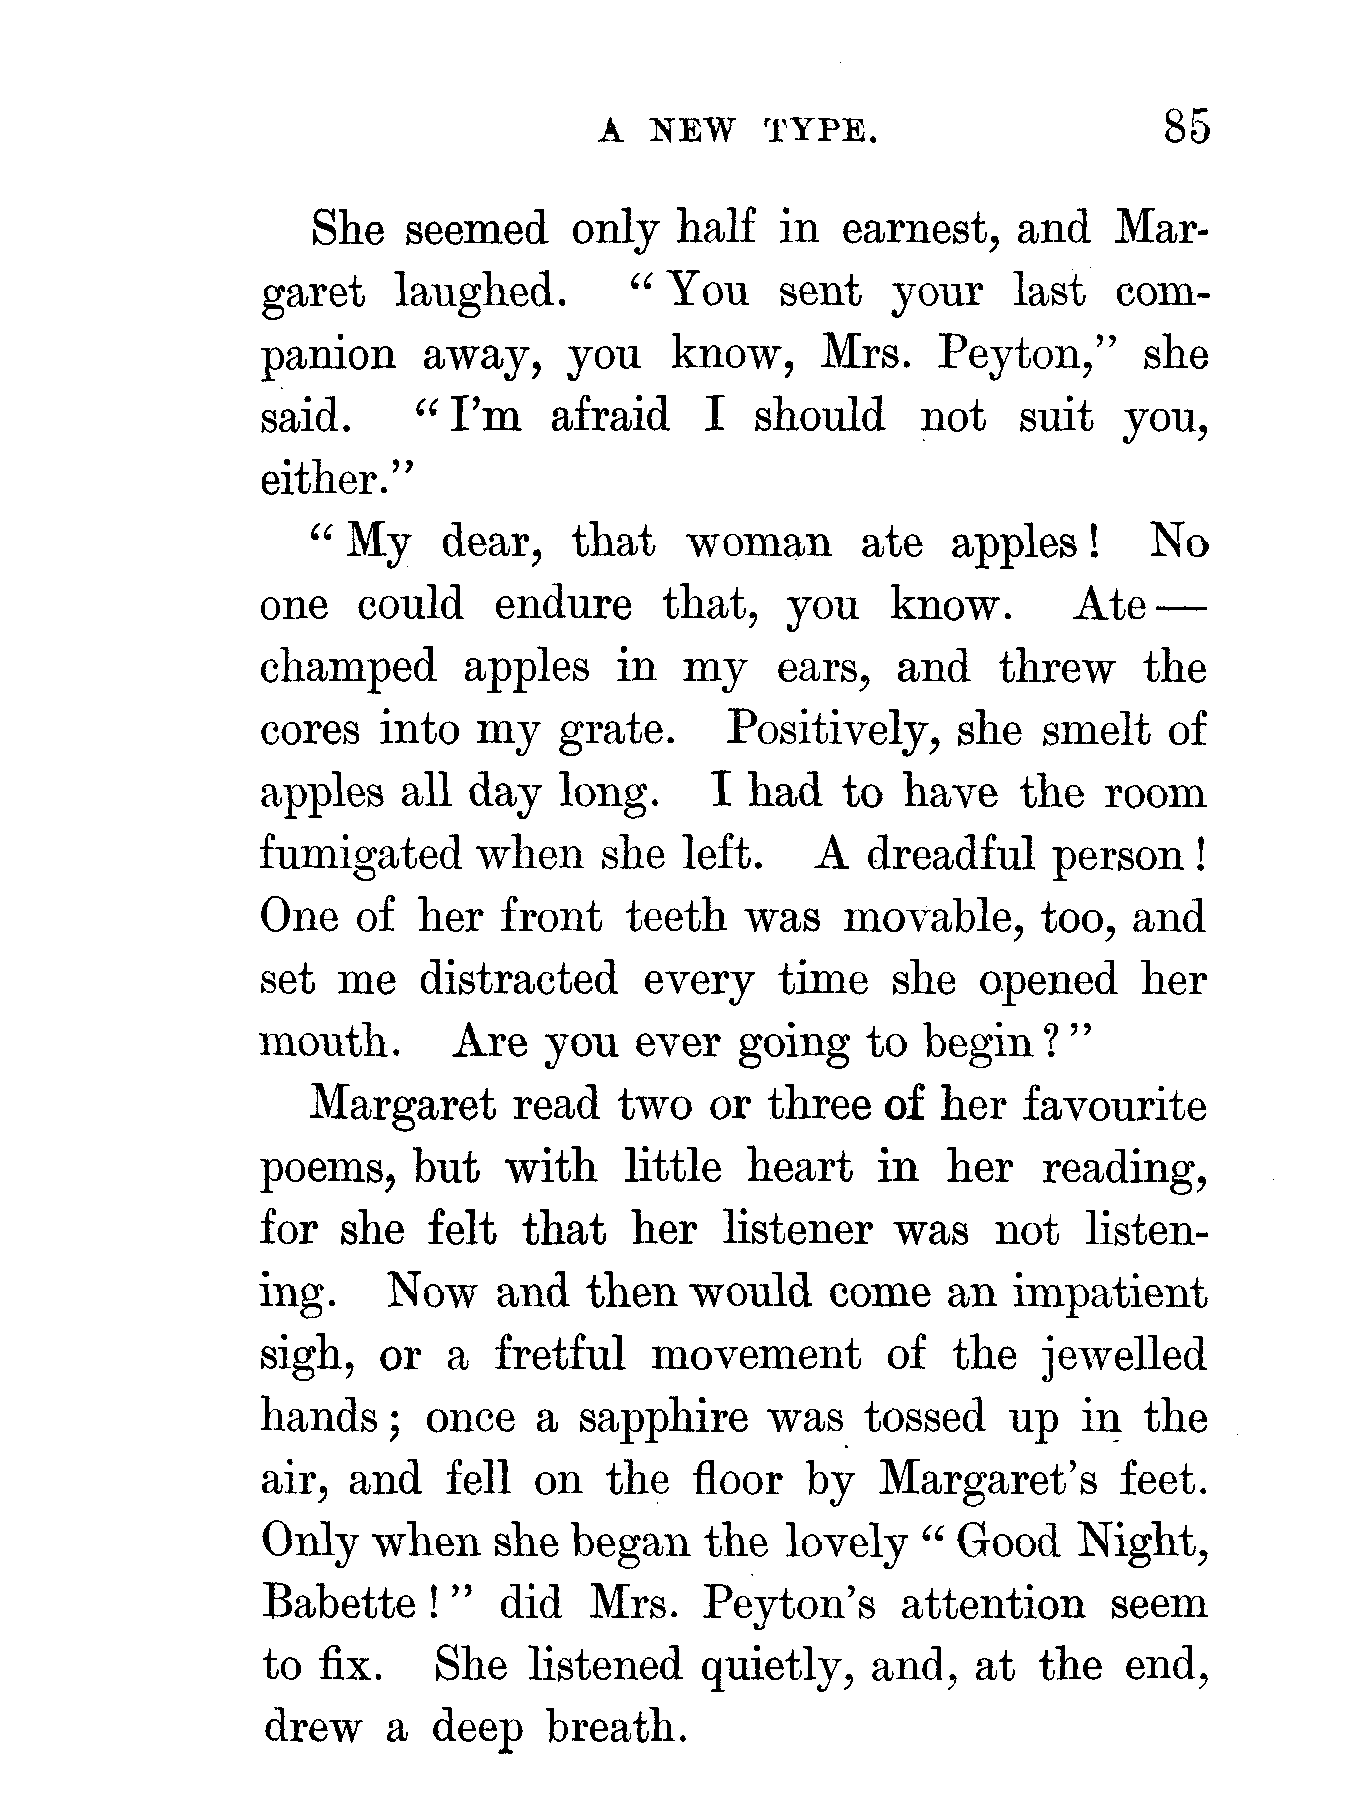 A NEW TYPE. 85
She seemed only half in earnest, and Mar-
garet laughed. “ You sent your last com-
panion away, you know, Mrs. Peyton,” she
said. “ I’m afraid I should not suit you,
either.”
“ My dear, that woman ate apples ! No
one could endure that, you know. Ate—
champed apples in my ears, and threw the
cores into my grate. Positively, she smelt of
apples all day long. I had to have the room
fumigated when she left. A dreadful person !
One of her front teeth was movable, too, and
set me distracted every time she opened her
mouth. Are you ever going to begin ? ”
Margaret read two or three of her favourite
poems, but with little heart in her reading,
for she felt that her listener was not listen-
ing. Now and then would come an impatient
sigh, or a fretful movement of the jewelled
hands ; once a sapphire was tossed up in the
air, and fell on the floor by Margaret’s feet.
Only when she began the lovely “ Good Night,
Babette ! ” did Mrs. Peyton’s attention seem
to fix. She listened quietly, and, at the end,
drew a deep breath.